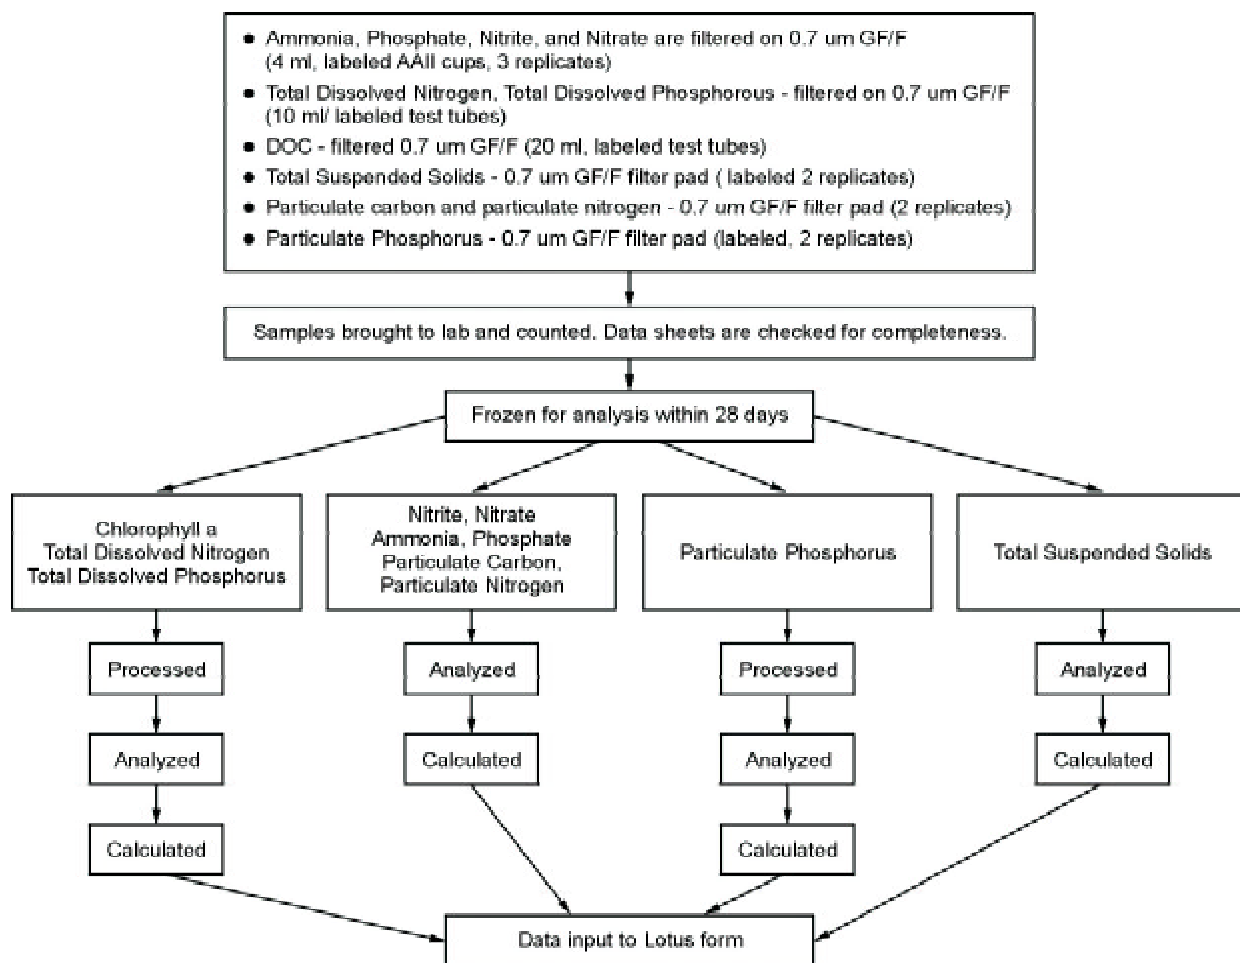 ● Ammonia, Phosphate, Nitrite, and Nitrate are filtered on 0.7 um GF/F
(4 ml, labeled AAII cups, 3 replicates)
● Total Dissolved Nitrogen, Total Dissolved Phosphorous - filtered on 0.7 um GF/F
(10 ml/ labeled test tubes)
● DOC - filtered 0.7 um GF/F (20 ml, labeled test tubes)
● Total Suspended Solids - 0.7 um GF/F filter pad ( labeled 2 replicates)
● Particulate carbon and particulate nitrogen - 0.7 um GF/F filter pad (2 replicates)
● Particulate Phosphorus - 0.7 um GF/F filter pad (labeled, 2 replicates)
Samples brought to lab and counted. Data sheets are checked for completeness.
Frozen for analysis within 28 days
Chlorophyll a
Total Dissolved Nitrogen
Total Dissolved Phosphorus
Nitrite, Nitrate
Ammonia, Phosphate
Particulate Carbon,
Particulate Nitrogen
Particulate Phosphorus
Total Suspended Solids
Processed
Analyzed
Processed
Analyzed
Analyzed
Calculated
Analyzed
Calculated
Calculated
Calculated
Data input to Lotus form